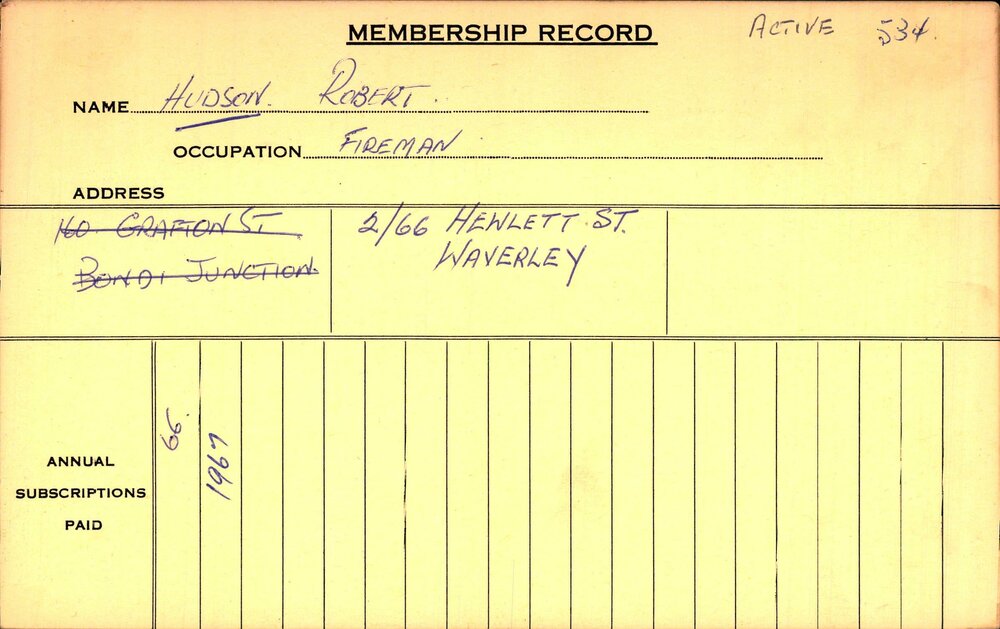 MEMBERSHIP RECORD
ACTIVE 534.
NAME HUDSON. ROBERT.
OCCUPATION FIREMAN
ADDRESS
160 GRAFTON ST
BONDI JUNCTION.
2/66 HEWLETT ST.
WAVERLEY
ANNUAL
SUBSCRIPTIONS
PAID
66.
1967